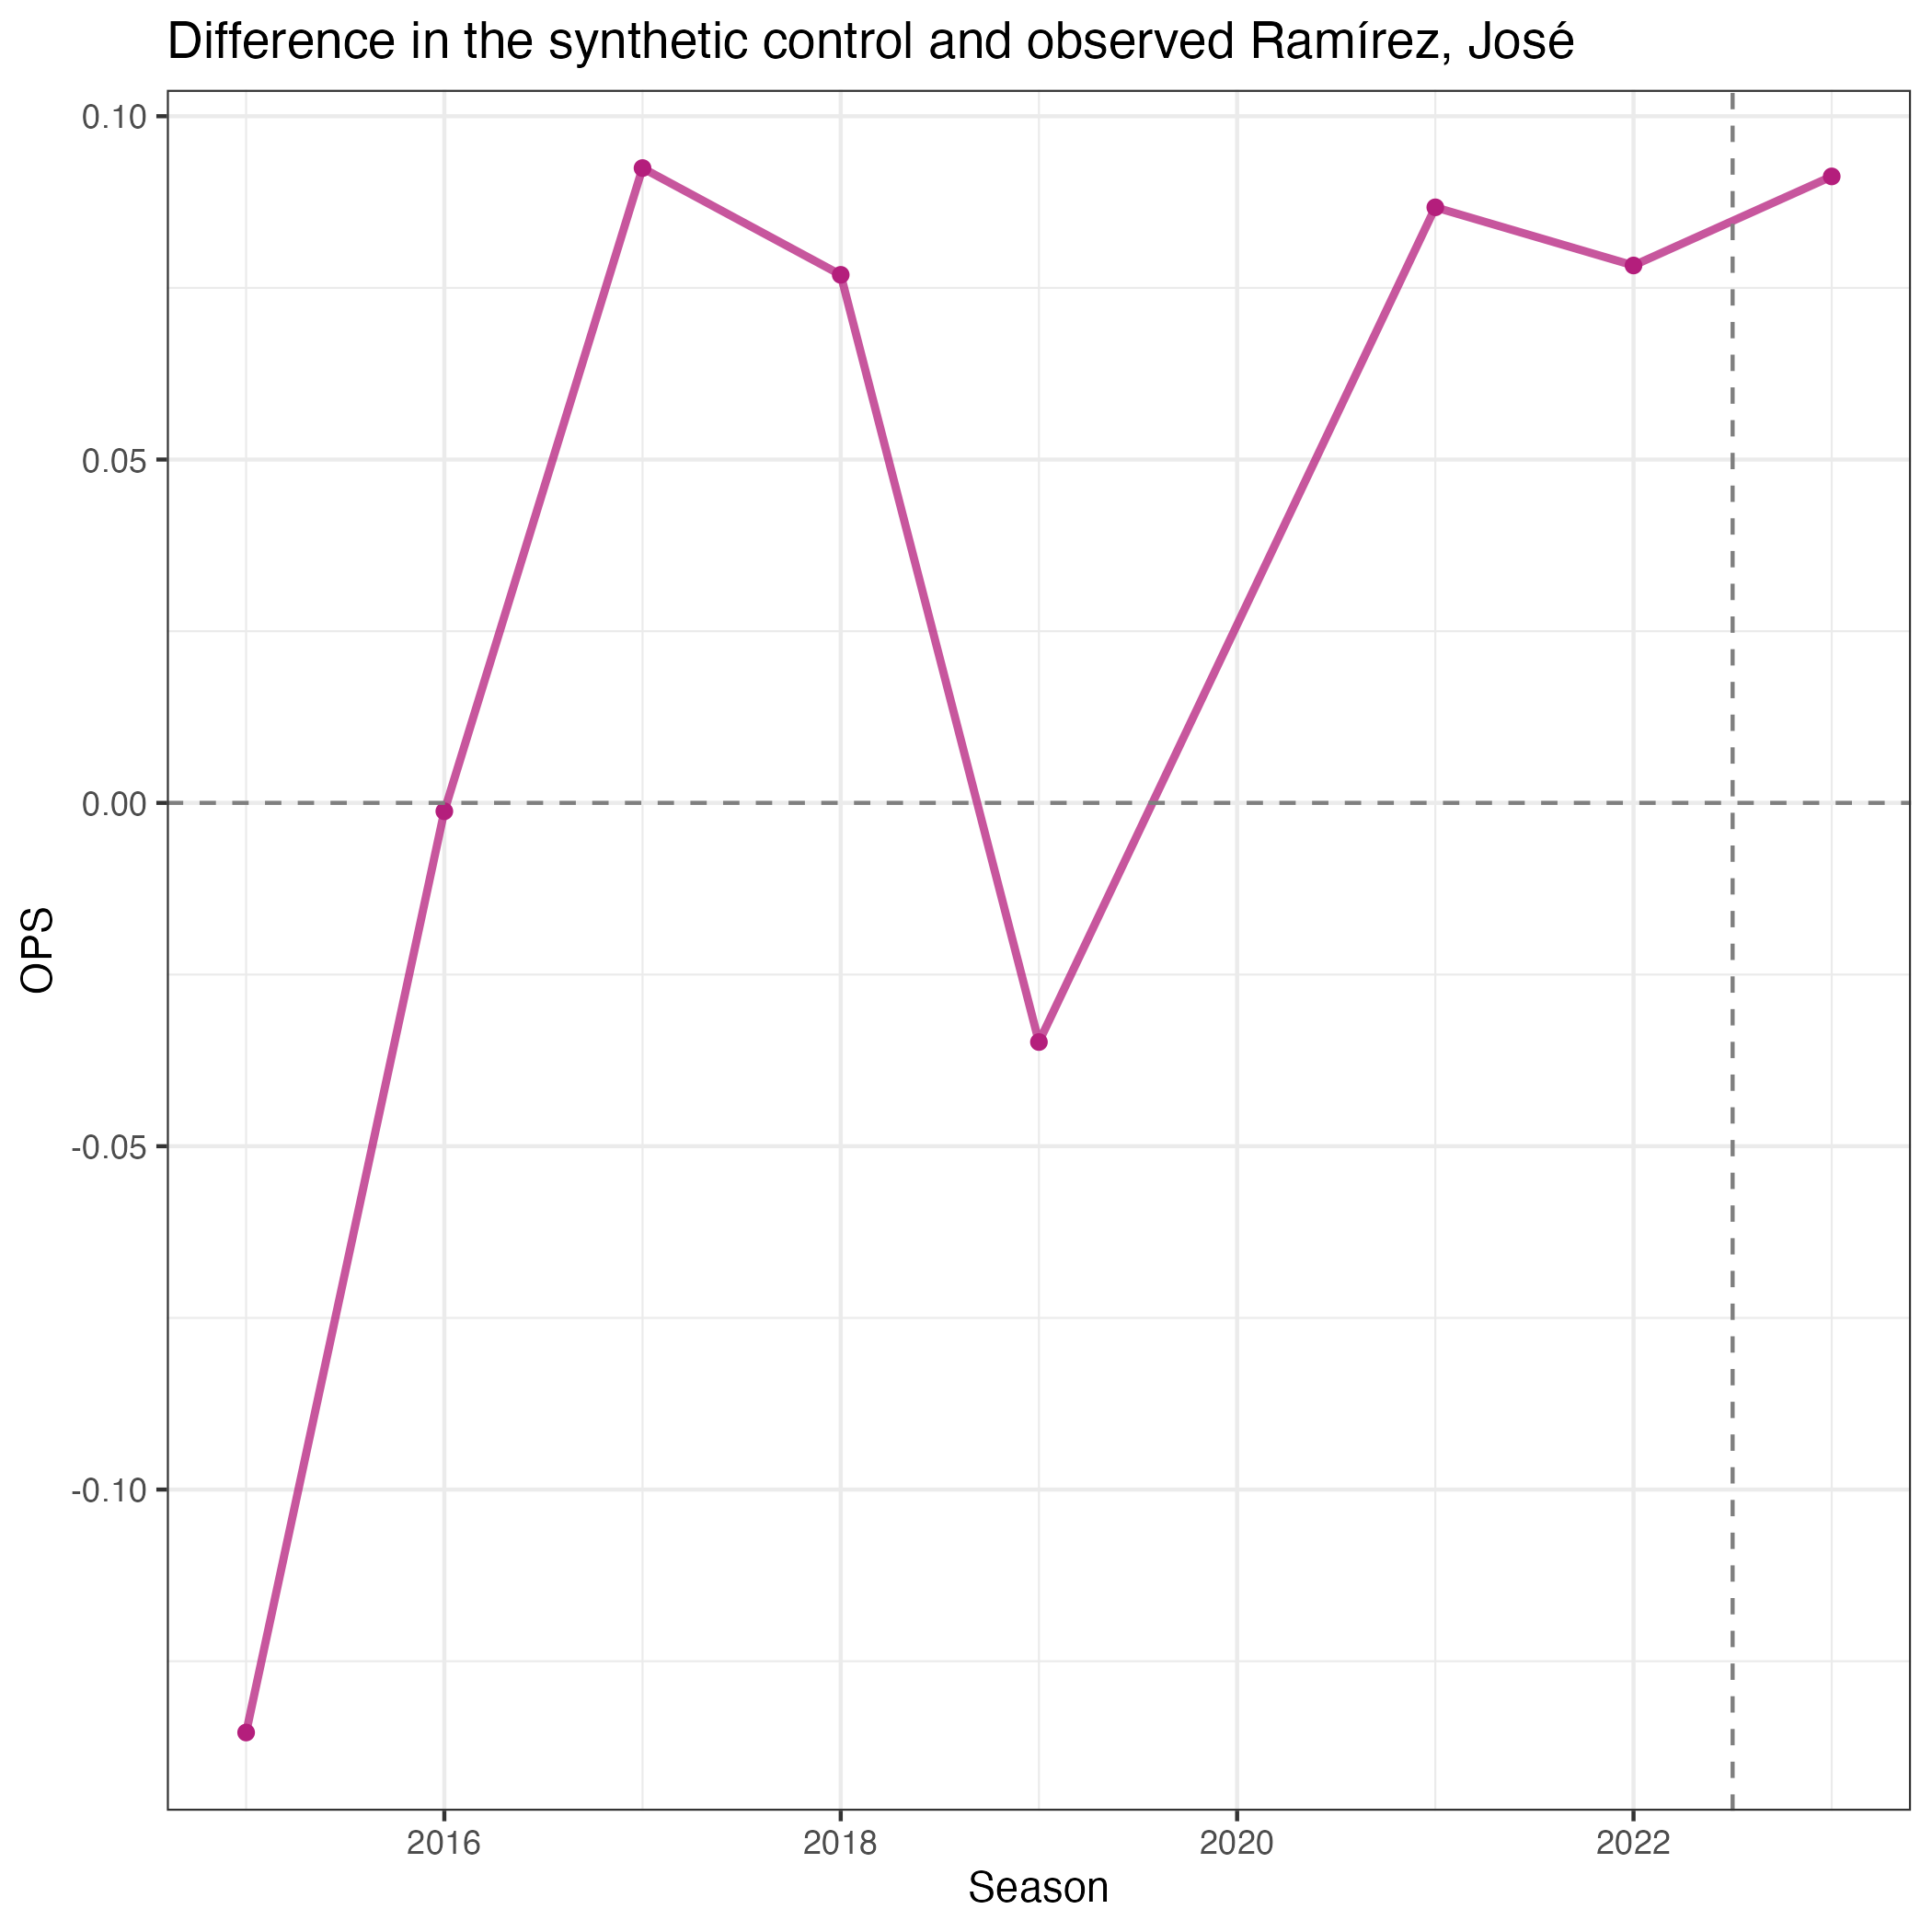 Difference in the synthetic control and observed Ramírez, José
0.10
0.05
0.00
-0.05
-0.10
OPS
2016 2018 2020 2022
Season